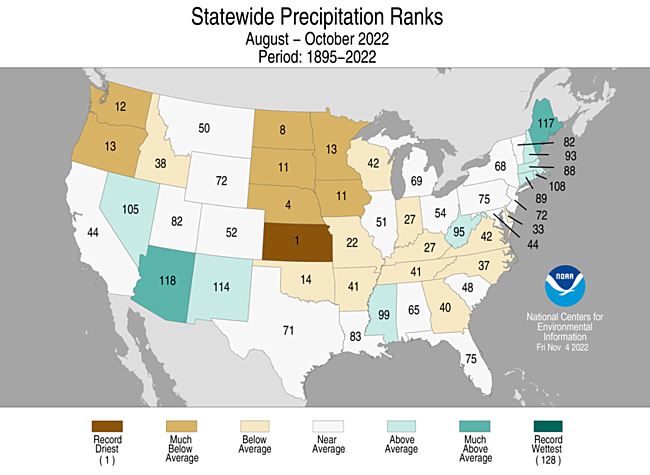 Statewide Precipitation Ranks
August – October 2022
Period: 1895–2022
12
13
38
50
72
105
44
82
52
118
114
8
11
4
1
14
71
13
11
22
41
83
42
51
69
27
54
27
41
99
65
40
75
48
37
42
95
75
68
117
82
93
88
108
89
72
33
44
NOAA
National Centers for
Environmental
Information
Fri Nov 4 2022
Record
Driest
(1)
Much
Below
Average
Below
Average
Near
Average
Above
Average
Much
Above
Average
Record
Wettest
(128)